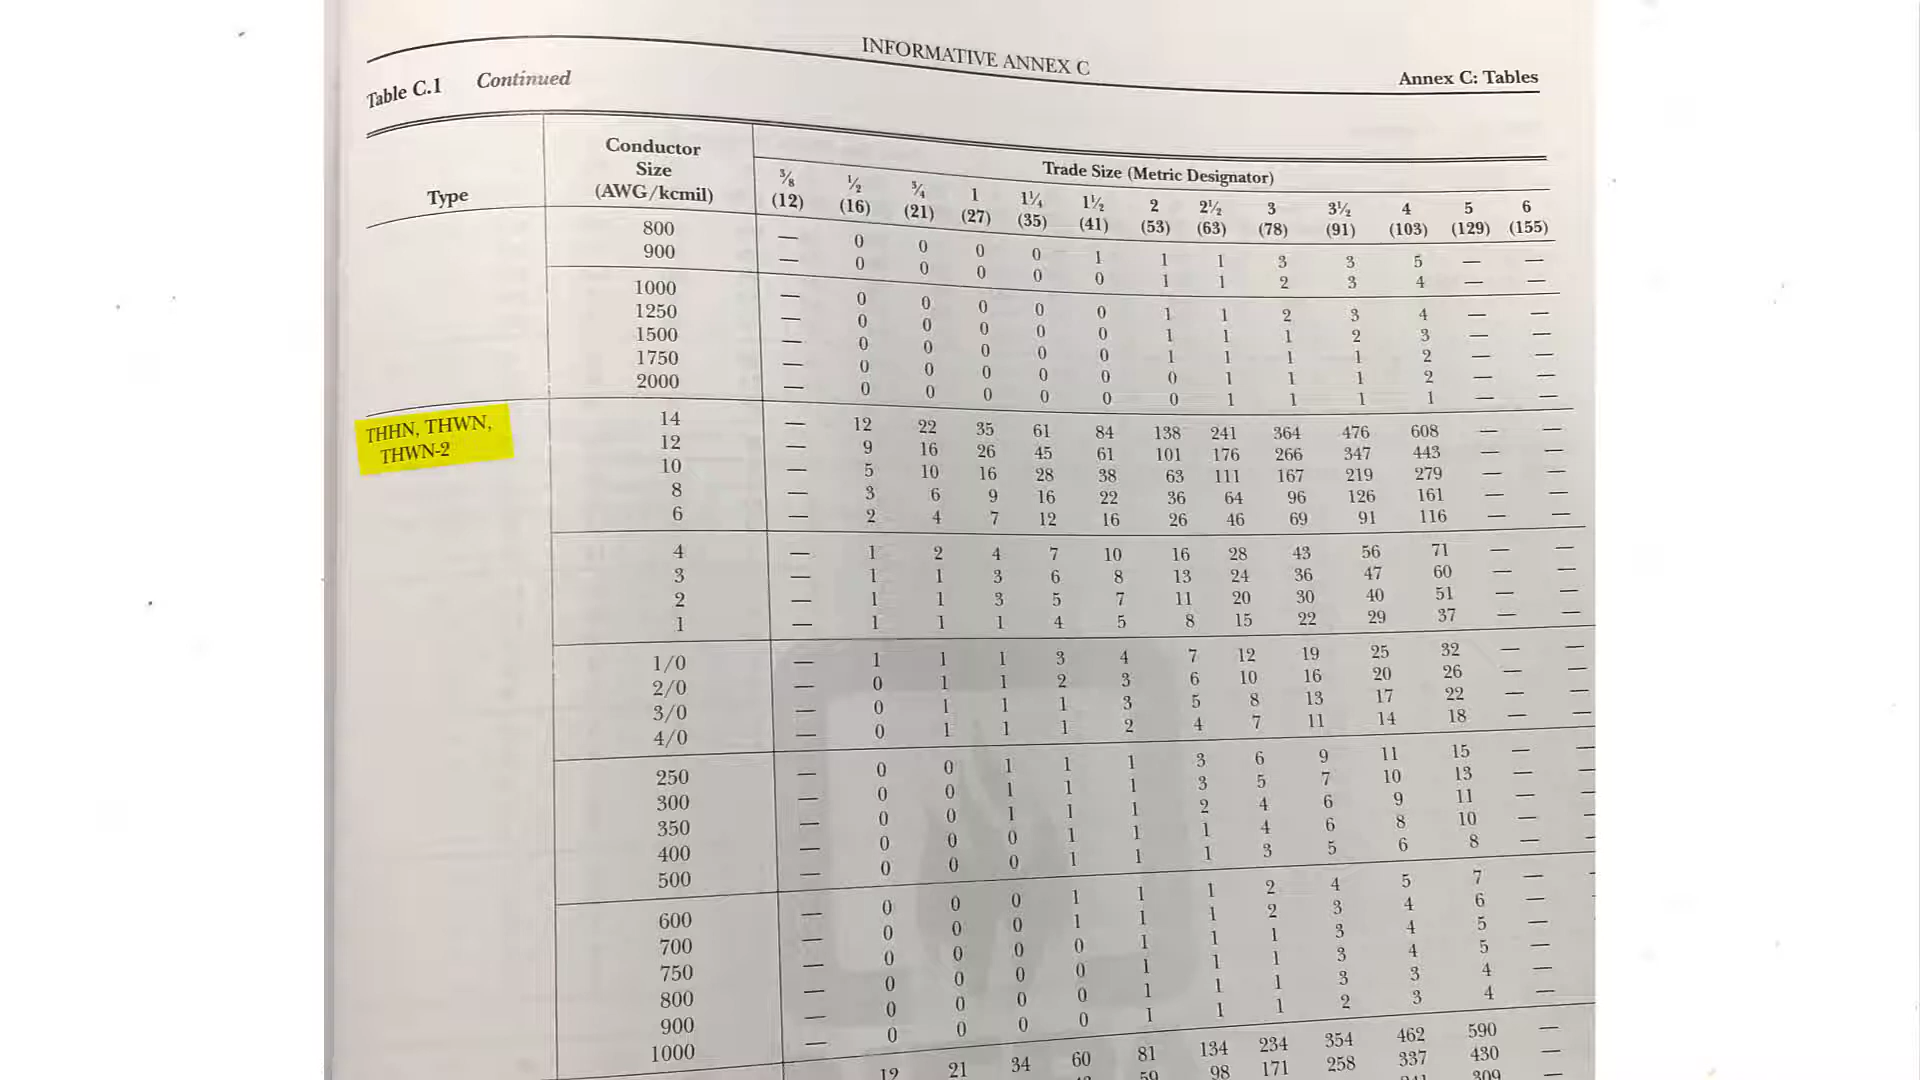 INFORMATIVE ANNEX C
Annex C: Tables
Table C.1 Continued
Type
Conductor
Size
(AWG/kcmil)
Trade Size (Metric Designator)
⅜ ½ ¾ 1 1¼ 1½ 2 2½ 3 3½ 4 5 6
(12) (16) (21) (27) (35) (41) (53) (63) (78) (91) (103) (129) (155)
800 — 0 0 0 0 1 1 1 3 3 5 — —
900 — 0 0 0 0 0 1 1 2 3 4 — —
1000 — 0 0 0 0 0 1 1 2 3 4 — —
1250 — 0 0 0 0 0 1 1 1 2 3 — —
1500 — 0 0 0 0 0 1 1 1 1 2 — —
1750 — 0 0 0 0 0 0 1 1 1 2 — —
2000 — 0 0 0 0 0 0 1 1 1 1 — —
THHN, THWN,
THWN-2
14 — 12 22 35 61 84 138 241 364 476 608 — —
12 — 9 16 26 45 61 101 176 266 347 443 — —
10 — 5 10 16 28 38 63 111 167 219 279 — —
8 — 3 6 9 16 22 36 64 96 126 161 — —
6 — 2 4 7 12 16 26 46 69 91 116 — —
4 — 1 2 4 7 10 16 28 43 56 71 — —
3 — 1 1 3 6 8 13 24 36 47 60 — —
2 — 1 1 3 5 7 11 20 30 40 51 — —
1 — 1 1 1 4 5 8 15 22 29 37 — —
1/0 — 1 1 1 3 4 7 12 19 25 32 — —
2/0 — 0 1 1 2 3 6 10 16 20 26 — —
3/0 — 0 1 1 1 3 5 8 13 17 22 — —
4/0 — 0 1 1 1 2 4 7 11 14 18 — —
250 — 0 0 1 1 1 3 6 9 11 15 — —
300 — 0 0 1 1 1 3 5 7 10 13 — —
350 — 0 0 1 1 1 2 4 6 9 11 — —
400 — 0 0 0 1 1 1 4 6 8 10 — —
500 — 0 0 0 1 1 1 3 5 6 8 — —
600 — 0 0 0 1 1 1 2 4 5 7 — —
700 — 0 0 0 1 1 1 2 3 4 6 —
750 — 0 0 0 0 1 1 1 3 4 5 —
800 — 0 0 0 0 1 1 1 3 4 5 —
900 — 0 0 0 0 1 1 1 3 3 4 —
1000 — 0 0 0 0 1 1 1 2 3 4 —
12 21 34 60 81 134 234 354 462 590 —
59 98 171 258 337 430 —
309 —